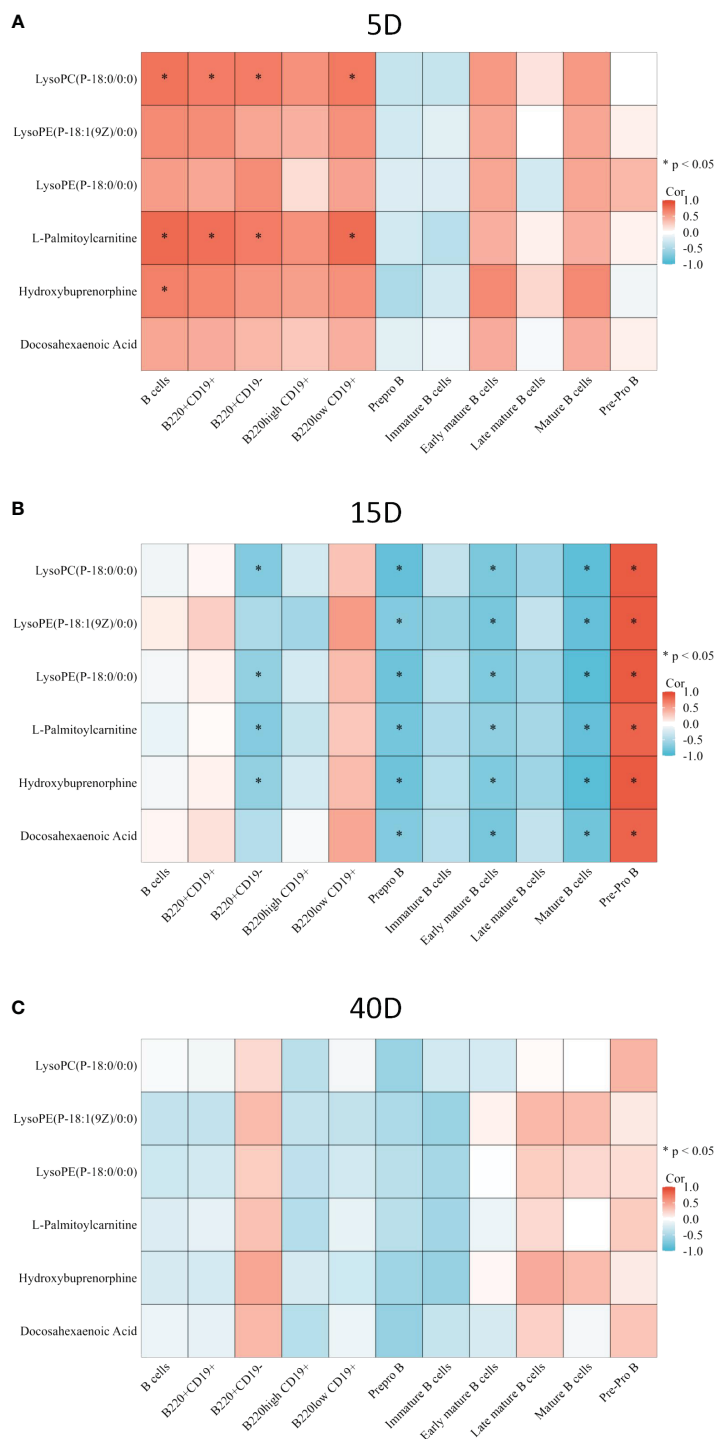 A
5D
LysoPC(P-18:0/0:0)
* * * *
LysoPE(P-18:1(9Z)/0:0)
LysoPE(P-18:0/0:0)
L-Palmitoylcarnitine
* * * *
Hydroxybuprenorphine
*
Docosahexaenoic Acid
B cells
B220+CD19+
B220+CD19-
B220high CD19+
B220low CD19+
Prepro B
Immature B cells
Early mature B cells
Late mature B cells
Mature B cells
Pre-Pro B
* p < 0.05
Cor
1.0
0.5
0.0
-0.5
-1.0
B
15D
LysoPC(P-18:0/0:0)
* * * * *
LysoPE(P-18:1(9Z)/0:0)
* * * *
LysoPE(P-18:0/0:0)
* * * * *
L-Palmitoylcarnitine
* * * * *
Hydroxybuprenorphine
* * * * *
Docosahexaenoic Acid
* * * *
B cells
B220+CD19+
B220+CD19-
B220high CD19+
B220low CD19+
Prepro B
Immature B cells
Early mature B cells
Late mature B cells
Mature B cells
Pre-Pro B
* p < 0.05
Cor
1.0
0.5
0.0
-0.5
-1.0
C
40D
LysoPC(P-18:0/0:0)
LysoPE(P-18:1(9Z)/0:0)
LysoPE(P-18:0/0:0)
L-Palmitoylcarnitine
Hydroxybuprenorphine
Docosahexaenoic Acid
B cells
B220+CD19+
B220+CD19-
B220high CD19+
B220low CD19+
Prepro B
Immature B cells
Early mature B cells
Late mature B cells
Mature B cells
Pre-Pro B
* p < 0.05
Cor
1.0
0.5
0.0
-0.5
-1.0